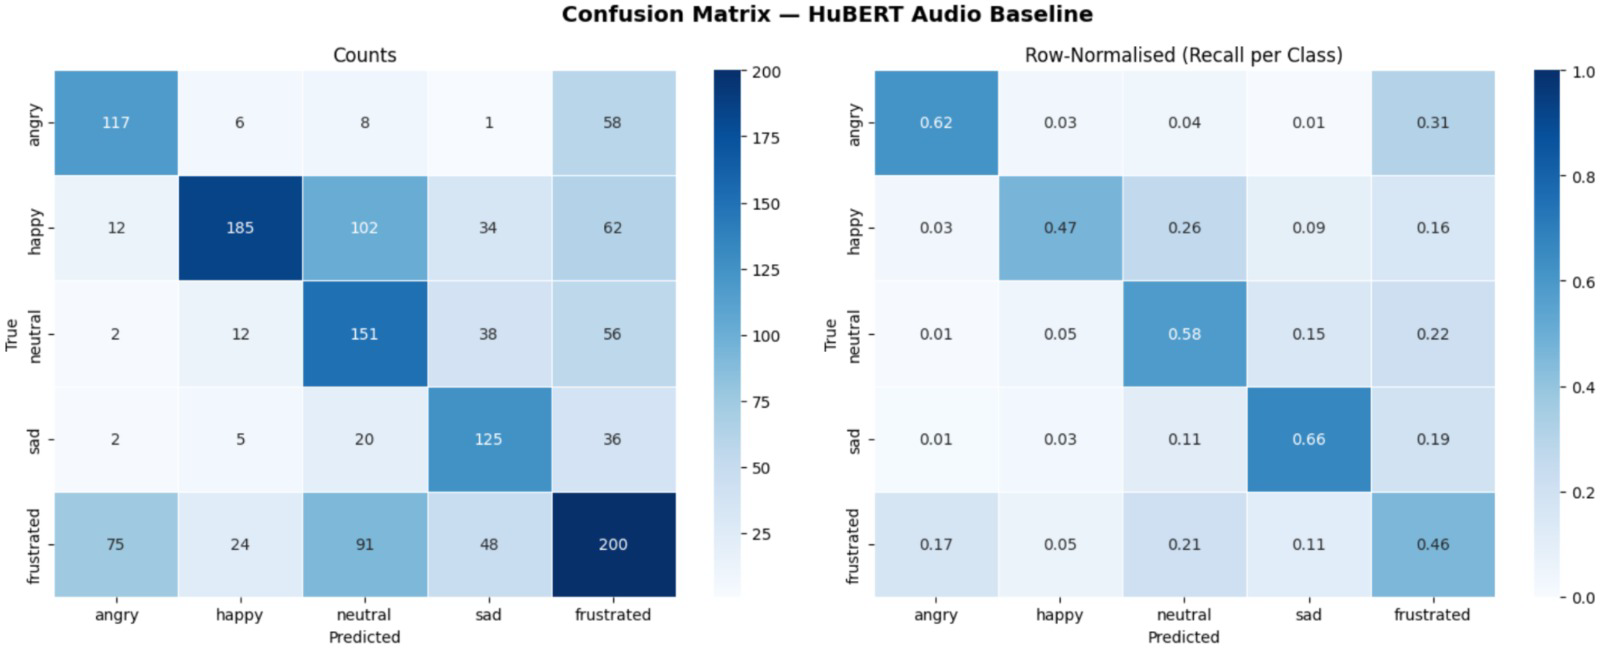 Confusion Matrix — HuBERT Audio Baseline
Counts
True
angry 117 6 8 1 58
happy 12 185 102 34 62
neutral 2 12 151 38 56
sad 2 5 20 125 36
frustrated 75 24 91 48 200
angry happy neutral sad frustrated
Predicted
200
175
150
125
100
75
50
25
Row-Normalised (Recall per Class)
True
angry 0.62 0.03 0.04 0.01 0.31
happy 0.03 0.47 0.26 0.09 0.16
neutral 0.01 0.05 0.58 0.15 0.22
sad 0.01 0.03 0.11 0.66 0.19
frustrated 0.17 0.05 0.21 0.11 0.46
angry happy neutral sad frustrated
Predicted
1.0
0.8
0.6
0.4
0.2
0.0